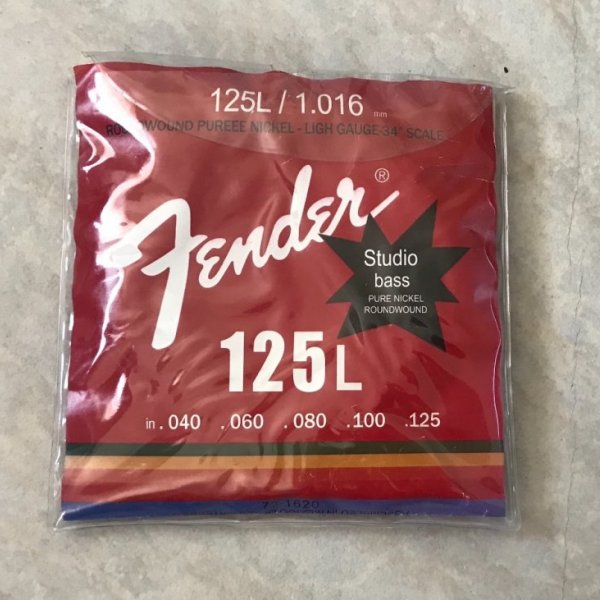 125L / 1.016 mm
ROUNDWOUND PUREEE NICKEL - LIGH GAUGE-34" SCALE
Fender®
Studio
bass
PURE NICKEL
ROUNDWOUND
125L
in .040 .060 .080 .100 .125